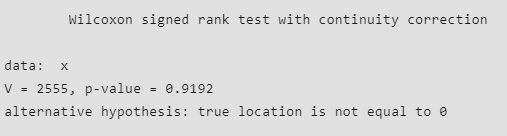 Wilcoxon signed rank test with continuity correction
data: x
V = 2555, p-value = 0.9192
alternative hypothesis: true location is not equal to 0